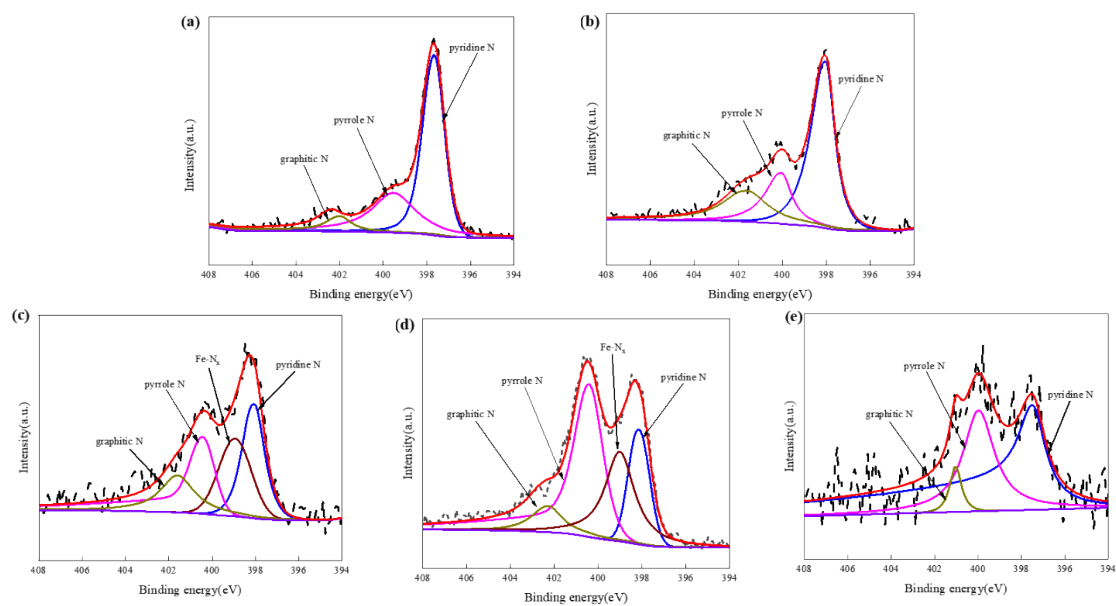 (a)
pyridine N
pyrrole N
graphitic N
Intensity(a.u.)
408 406 404 402 400 398 396 394
Binding energy(eV)
(b)
pyridine N
pyrrole N
graphitic N
Intensity(a.u.)
408 406 404 402 400 398 396 394
Binding energy(eV)
(c)
Fe-Nx
pyridine N
pyrrole N
graphitic N
Intensity(a.u.)
408 406 404 402 400 398 396 394
Binding energy(eV)
(d)
Fe-Nx
pyrrole N
pyridine N
graphitic N
Intensity(a.u.)
408 406 404 402 400 398 396 394
Binding energy(eV)
(e)
pyrrole N
graphitic N
pyridine N
Intensity(a.u.)
408 406 404 402 400 398 396 394
Binding energy(eV)